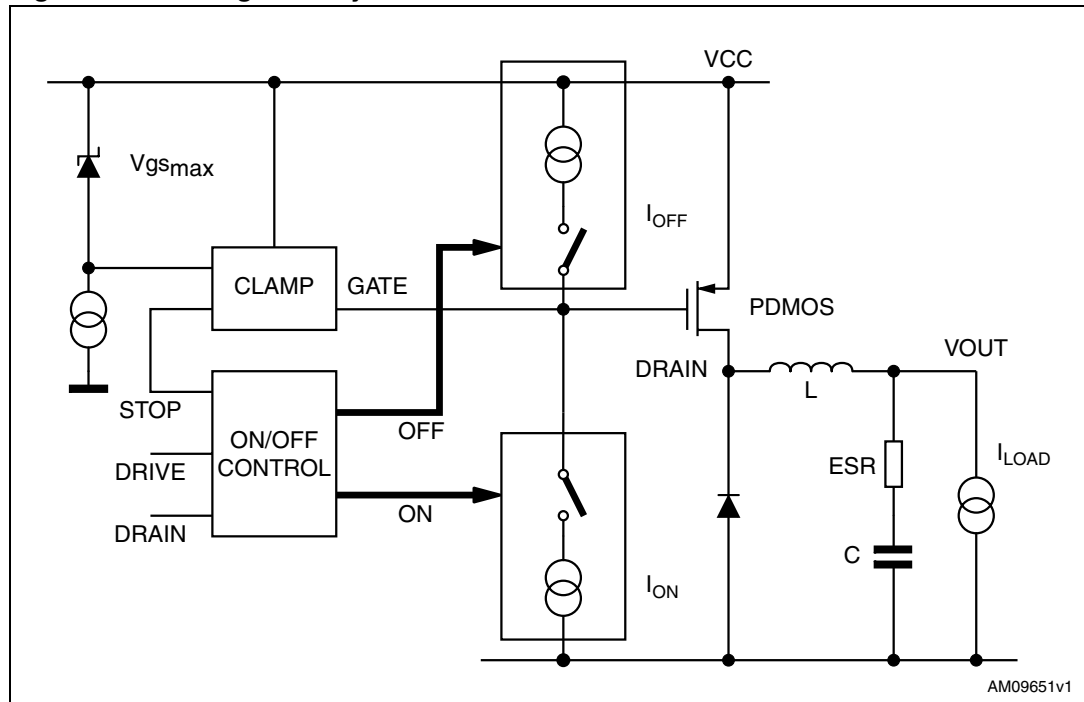 VCC
Vgsmax
IOFF
CLAMP
GATE
PDMOS
DRAIN
VOUT
L
STOP
OFF
ON/OFF
CONTROL
DRIVE
ESR
ILOAD
ON
DRAIN
C
ION
AM09651v1